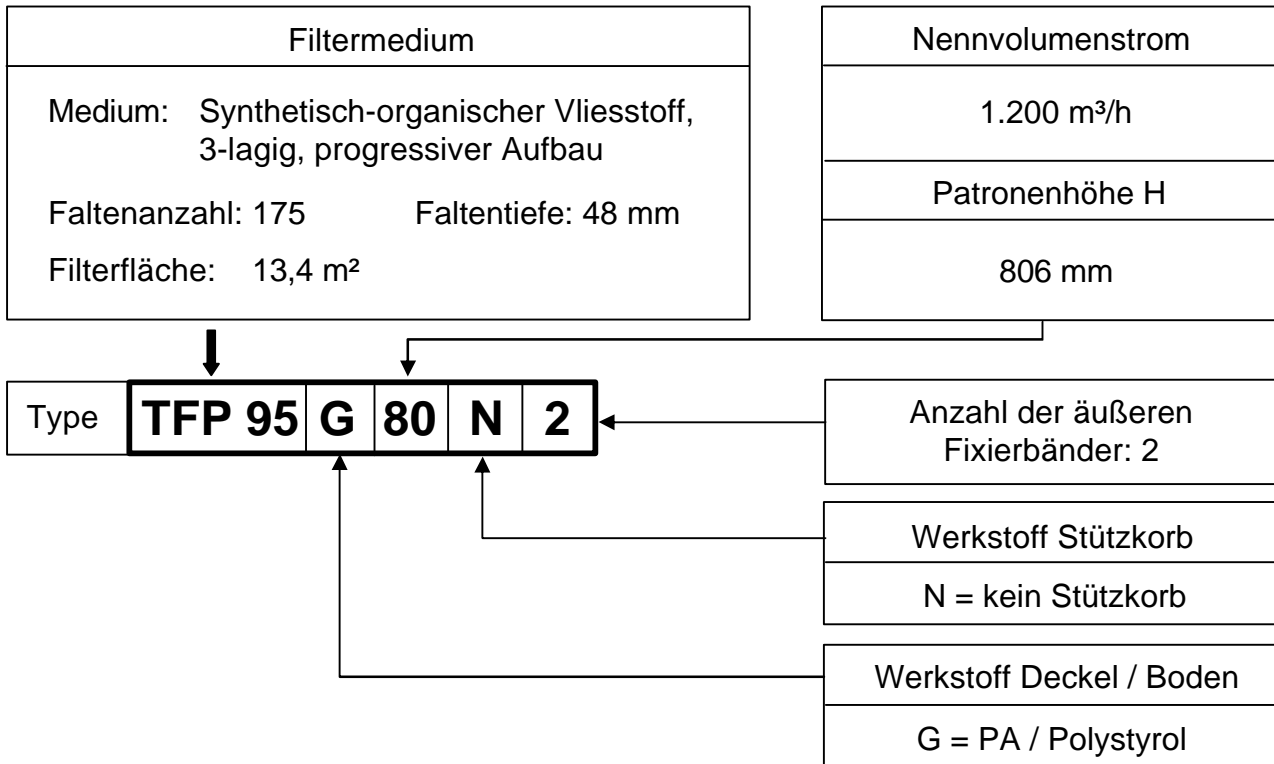 Filtermedium
Medium: Synthetisch-organischer Vliesstoff,
3-lagig, progressiver Aufbau
Faltenanzahl: 175 Faltentiefe: 48 mm
Filterfläche: 13,4 m²
Nennvolumenstrom
1.200 m³/h
Patronenhöhe H
806 mm
Type TFP 95 G 80 N 2
Anzahl der äußeren
Fixierbänder: 2
Werkstoff Stützkorb
N = kein Stützkorb
Werkstoff Deckel / Boden
G = PA / Polystyrol